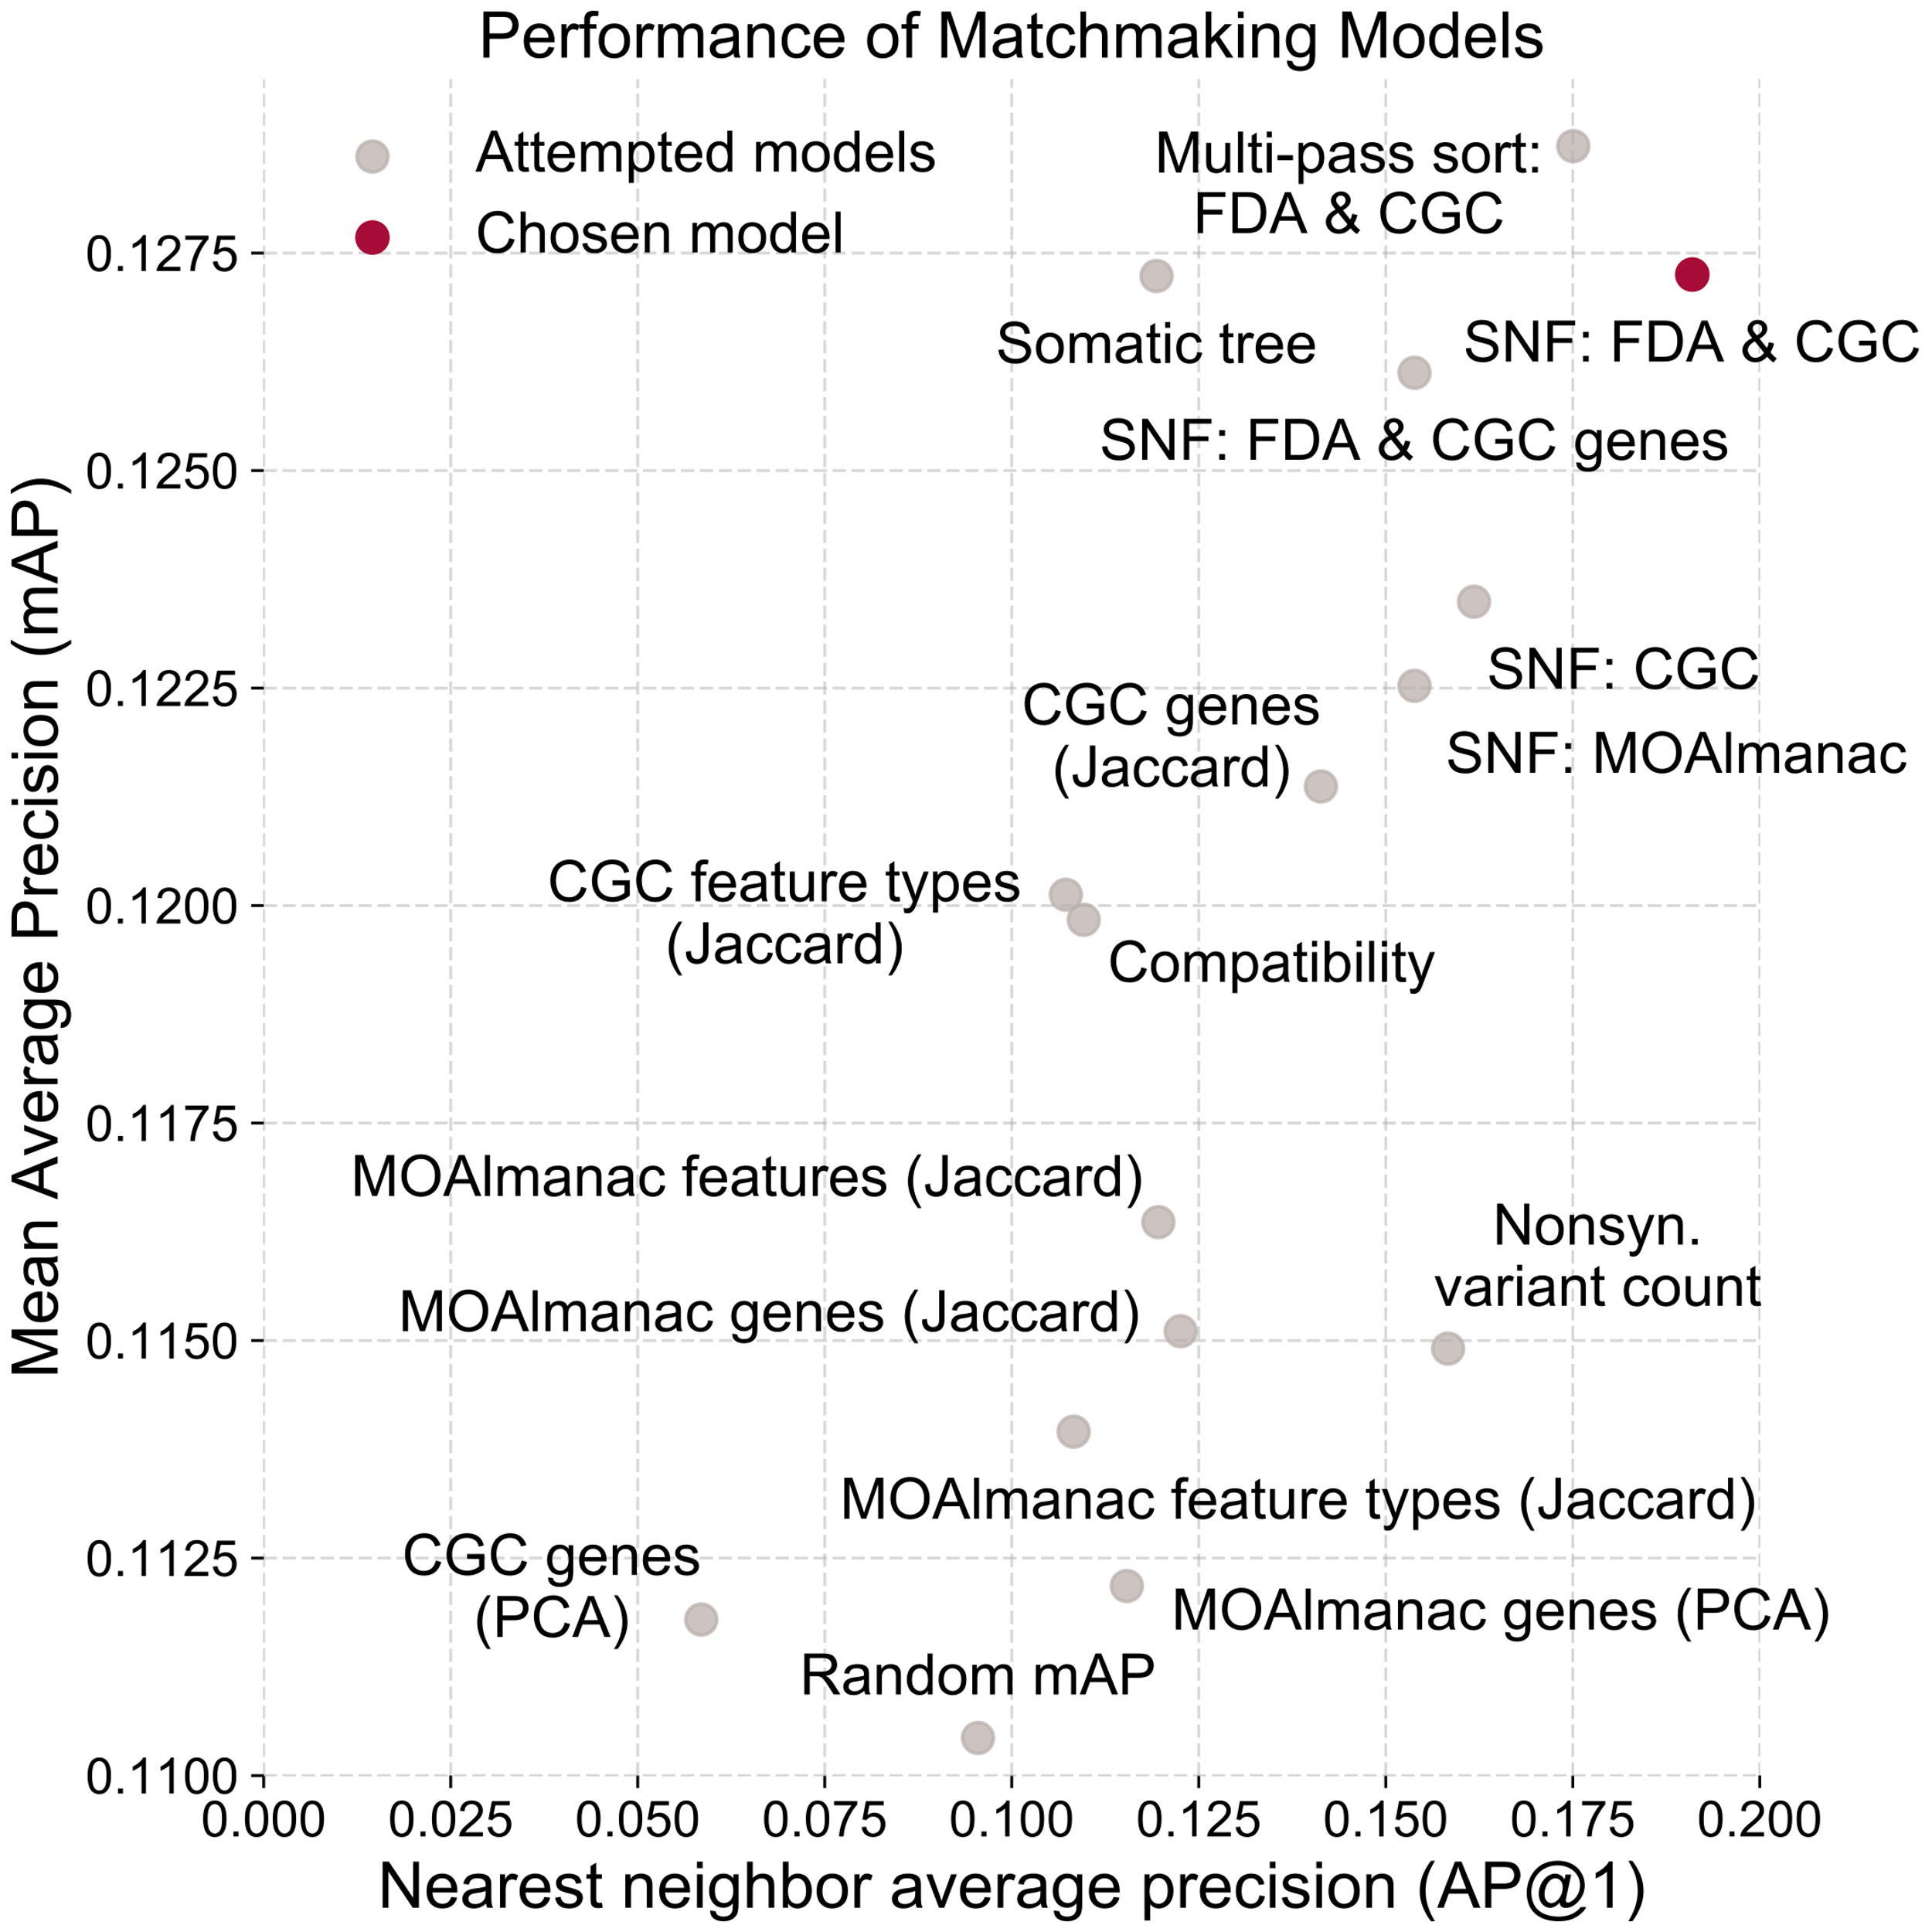 Performance of Matchmaking Models
Attempted models
Chosen model
Multi-pass sort:
FDA & CGC
Somatic tree
SNF: FDA & CGC
SNF: FDA & CGC genes
SNF: CGC
CGC genes
(Jaccard)
SNF: MOAlmanac
CGC feature types
(Jaccard)
Compatibility
MOAlmanac features (Jaccard)
Nonsyn.
variant count
MOAlmanac genes (Jaccard)
MOAlmanac feature types (Jaccard)
CGC genes
(PCA)
MOAlmanac genes (PCA)
Random mAP
Mean Average Precision (mAP)
0.1275
0.1250
0.1225
0.1200
0.1175
0.1150
0.1125
0.1100
0.000 0.025 0.050 0.075 0.100 0.125 0.150 0.175 0.200
Nearest neighbor average precision (AP@1)